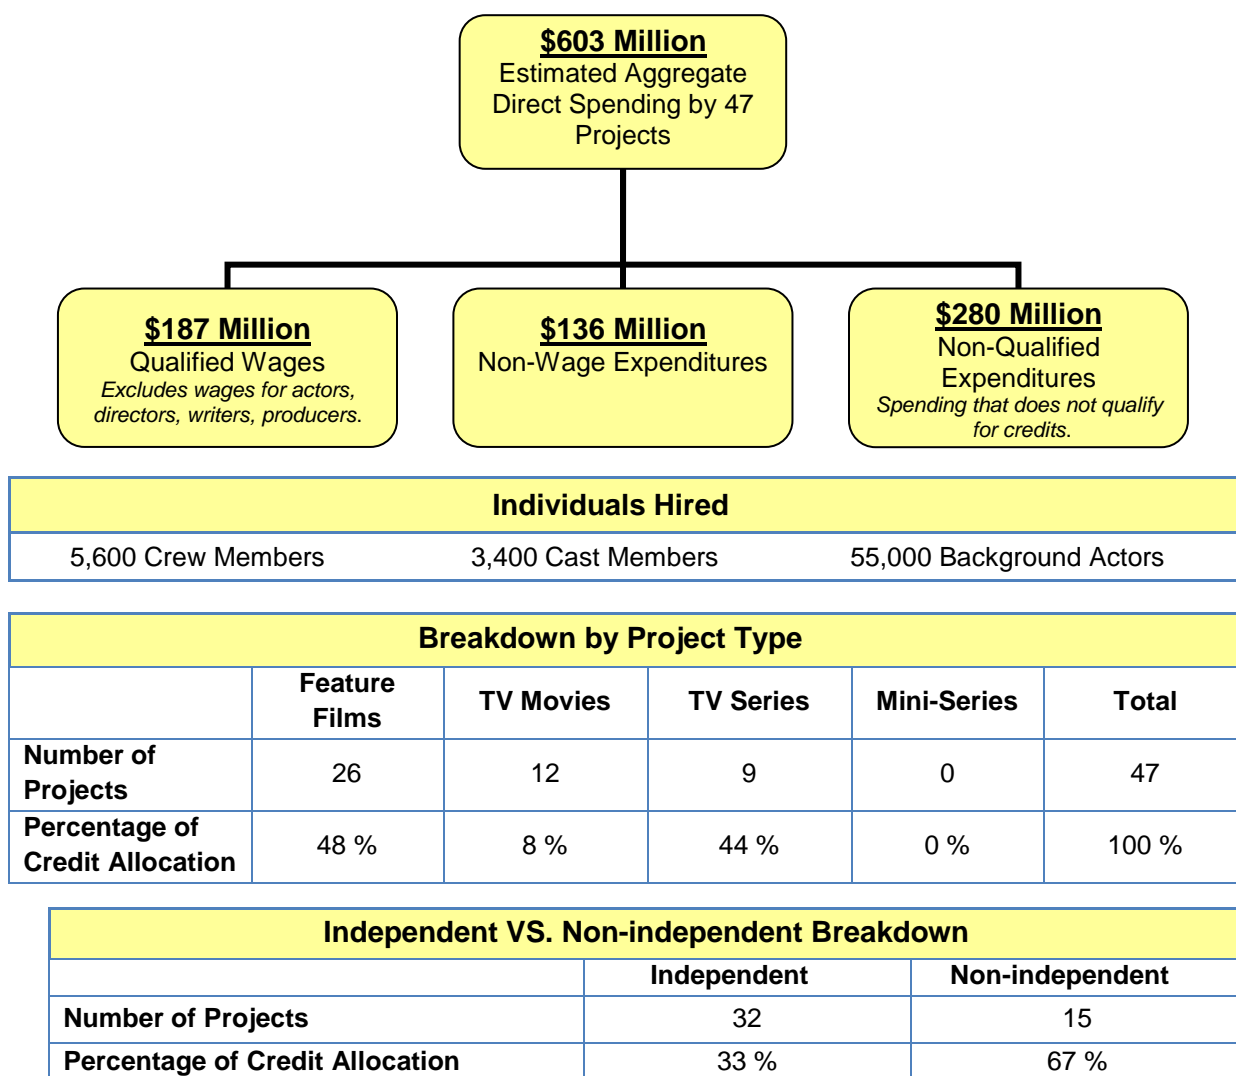 $603 Million
Estimated Aggregate
Direct Spending by 47
Projects
$187 Million
Qualified Wages
Excludes wages for actors,
directors, writers, producers.
$136 Million
Non-Wage Expenditures
$280 Million
Non-Qualified
Expenditures
Spending that does not qualify
for credits.
Individuals Hired
5,600 Crew Members 3,400 Cast Members 55,000 Background Actors
Breakdown by Project Type
Feature
Films
TV Movies TV Series Mini-Series Total
Number of
Projects
26 12 9 0 47
Percentage of
Credit Allocation
48 % 8 % 44 % 0 % 100 %
Independent VS. Non-independent Breakdown
Independent Non-independent
Number of Projects 32 15
Percentage of Credit Allocation 33 % 67 %